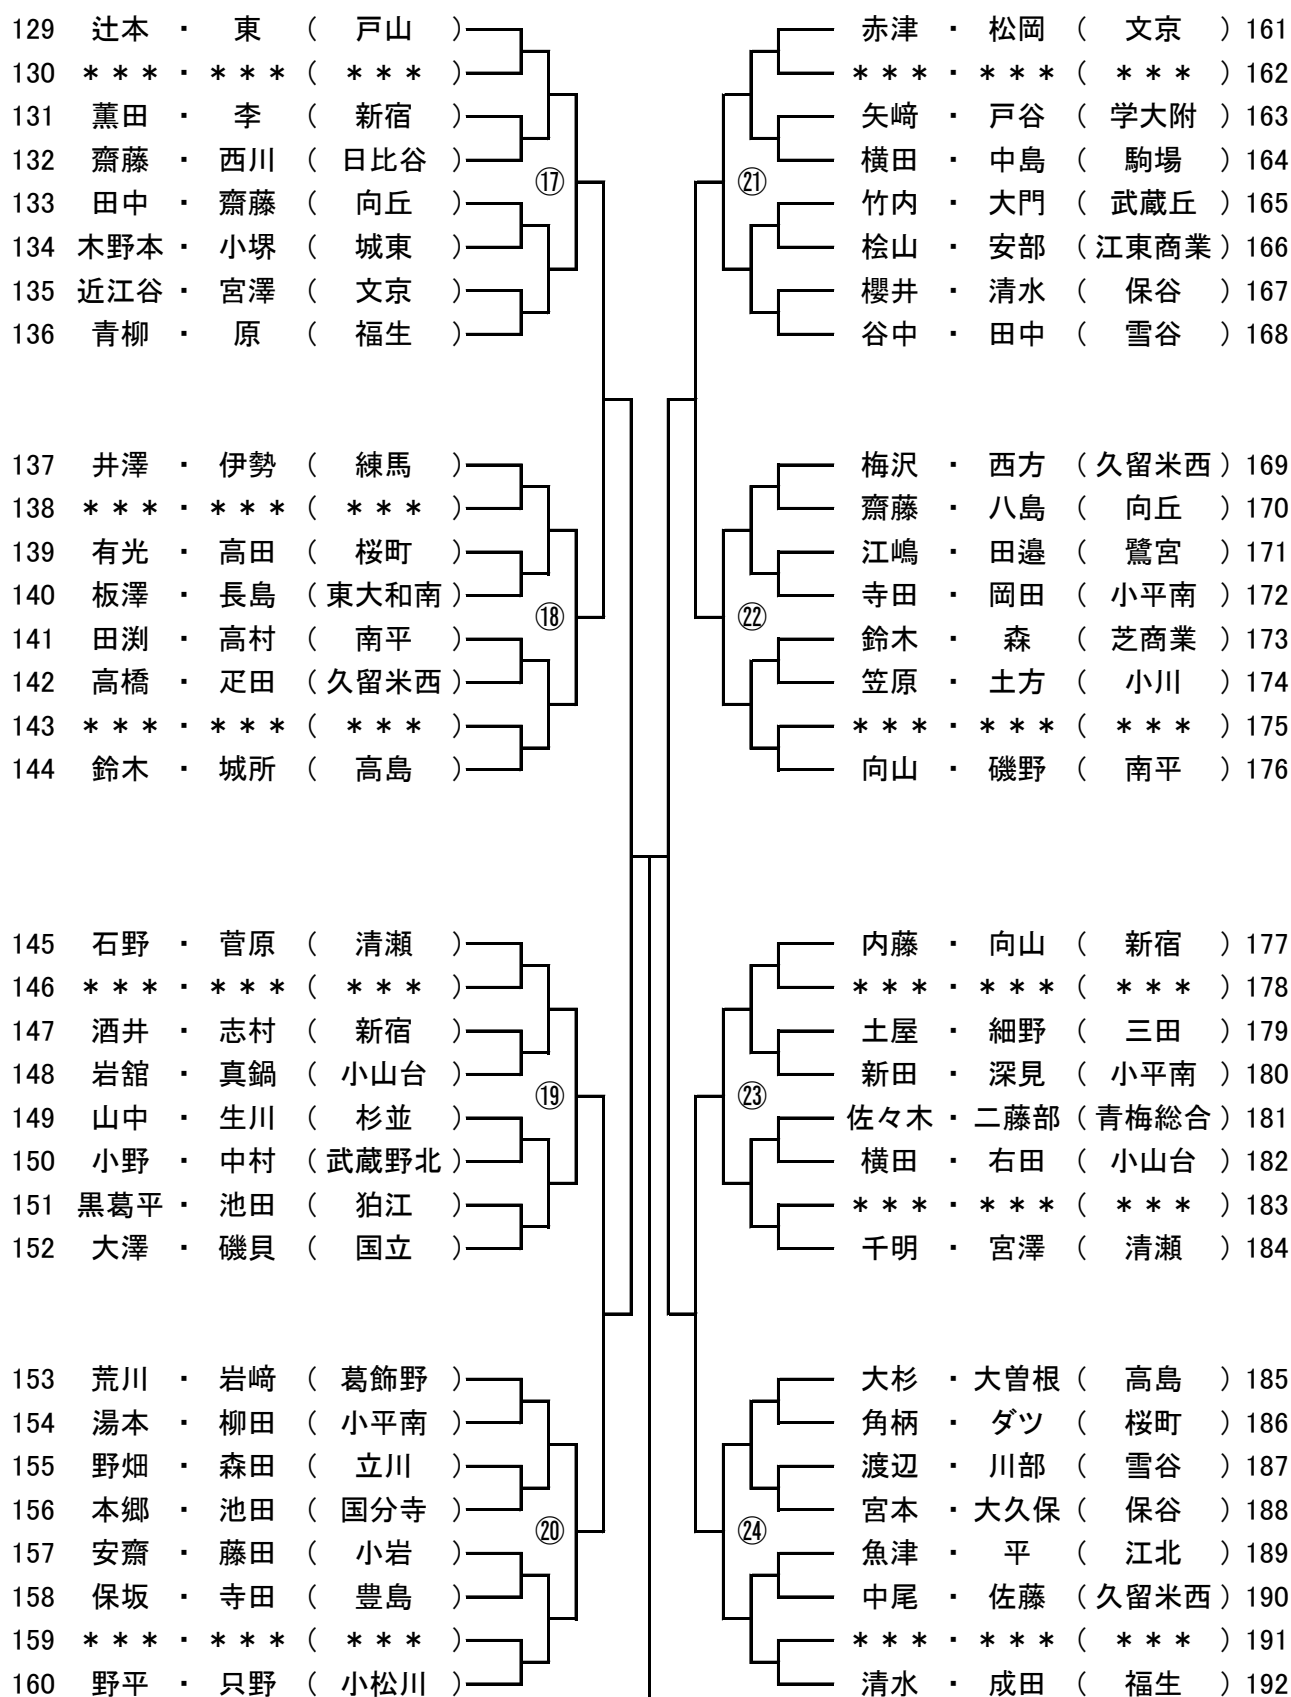 129 辻本 ・ 東 ( 戸山 )
130 *** ・ *** ( *** )
131 薫田 ・ 李 ( 新宿 )
132 齋藤 ・ 西川 ( 日比谷 )
⑰
133 田中 ・ 齋藤 ( 向丘 )
134 木野本 ・ 小堺 ( 城東 )
135 近江谷 ・ 宮澤 ( 文京 )
136 青柳 ・ 原 ( 福生 )
137 井澤 ・ 伊勢 ( 練馬 )
138 *** ・ *** ( *** )
139 有光 ・ 高田 ( 桜町 )
140 板澤 ・ 長島 ( 東大和南 )
⑱
141 田渕 ・ 高村 ( 南平 )
142 高橋 ・ 疋田 ( 久留米西 )
143 *** ・ *** ( *** )
144 鈴木 ・ 城所 ( 高島 )
145 石野 ・ 菅原 ( 清瀬 )
146 *** ・ *** ( *** )
147 酒井 ・ 志村 ( 新宿 )
148 岩舘 ・ 真鍋 ( 小山台 )
⑲
149 山中 ・ 生川 ( 杉並 )
150 小野 ・ 中村 ( 武蔵野北 )
151 黒葛平 ・ 池田 ( 狛江 )
152 大澤 ・ 磯貝 ( 国立 )
153 荒川 ・ 岩﨑 ( 葛飾野 )
154 湯本 ・ 柳田 ( 小平南 )
155 野畑 ・ 森田 ( 立川 )
156 本郷 ・ 池田 ( 国分寺 )
⑳
157 安齋 ・ 藤田 ( 小岩 )
158 保坂 ・ 寺田 ( 豊島 )
159 *** ・ *** ( *** )
160 野平 ・ 只野 ( 小松川 )
赤津 ・ 松岡 ( 文京 ) 161
*** ・ *** ( *** ) 162
矢﨑 ・ 戸谷 ( 学大附 ) 163
横田 ・ 中島 ( 駒場 ) 164
㉑
竹内 ・ 大門 ( 武蔵丘 ) 165
桧山 ・ 安部 ( 江東商業 ) 166
櫻井 ・ 清水 ( 保谷 ) 167
谷中 ・ 田中 ( 雪谷 ) 168
梅沢 ・ 西方 ( 久留米西 ) 169
齋藤 ・ 八島 ( 向丘 ) 170
江嶋 ・ 田邉 ( 鷺宮 ) 171
寺田 ・ 岡田 ( 小平南 ) 172
㉒
鈴木 ・ 森 ( 芝商業 ) 173
笠原 ・ 土方 ( 小川 ) 174
*** ・ *** ( *** ) 175
向山 ・ 磯野 ( 南平 ) 176
内藤 ・ 向山 ( 新宿 ) 177
*** ・ *** ( *** ) 178
土屋 ・ 細野 ( 三田 ) 179
新田 ・ 深見 ( 小平南 ) 180
㉓
佐々木 ・ 二藤部 ( 青梅総合 ) 181
横田 ・ 右田 ( 小山台 ) 182
*** ・ *** ( *** ) 183
千明 ・ 宮澤 ( 清瀬 ) 184
大杉 ・ 大曽根 ( 高島 ) 185
角柄 ・ ダツ ( 桜町 ) 186
渡辺 ・ 川部 ( 雪谷 ) 187
宮本 ・ 大久保 ( 保谷 ) 188
㉔
魚津 ・ 平 ( 江北 ) 189
中尾 ・ 佐藤 ( 久留米西 ) 190
*** ・ *** ( *** ) 191
清水 ・ 成田 ( 福生 ) 192